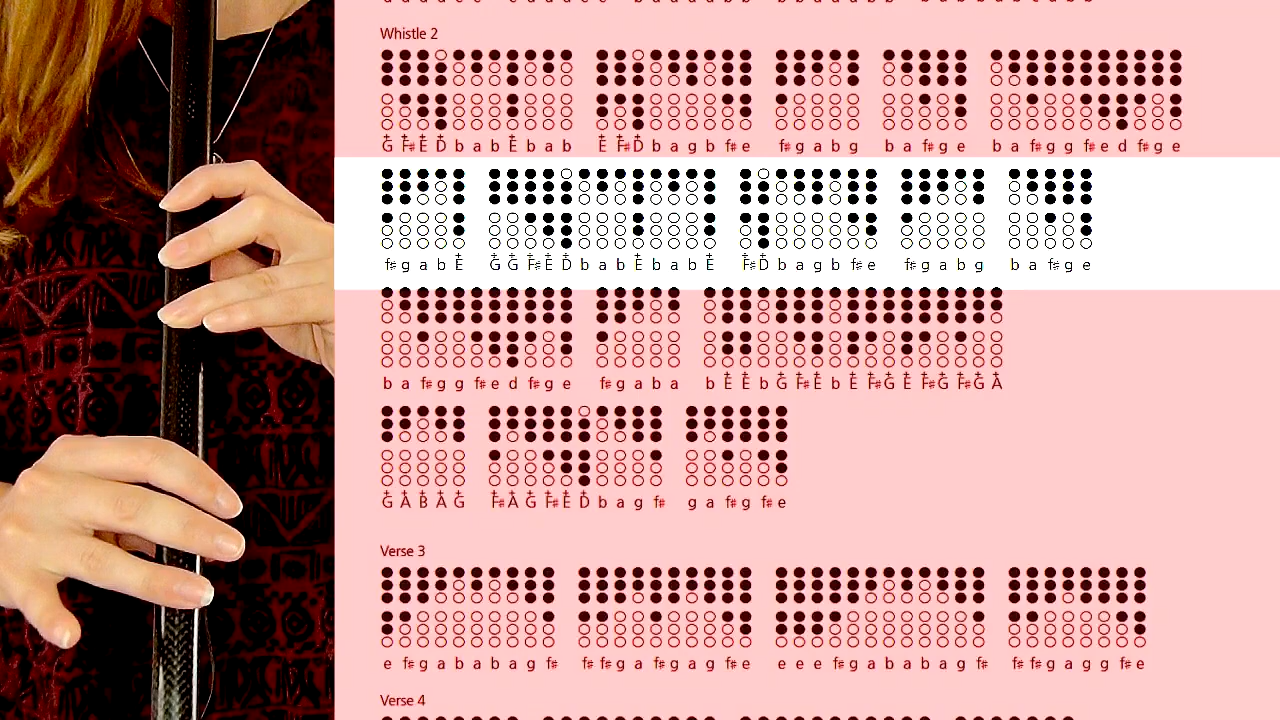 Whistle 2
G F# E D b a b E b a b E F# D b a g b f# e f# g a b g b a f# g e b a f# g g f# e d f# g e
f# g a b E G G F# E D b a b E b a b E F# D b a g b f# e f# g a b g b a f# g e
b a f# g g f# e d f# g e f# g a b a b E E b G F# E b E F# G E F# G F# G A
G A B A G F# A G F# E D b a g f# g a f# g f# e
Verse 3
e f# g a b a b a g f# f# f# g a f# g a g f# e e e e f# g a b a b a g f# f# f# g a g g f# e
Verse 4